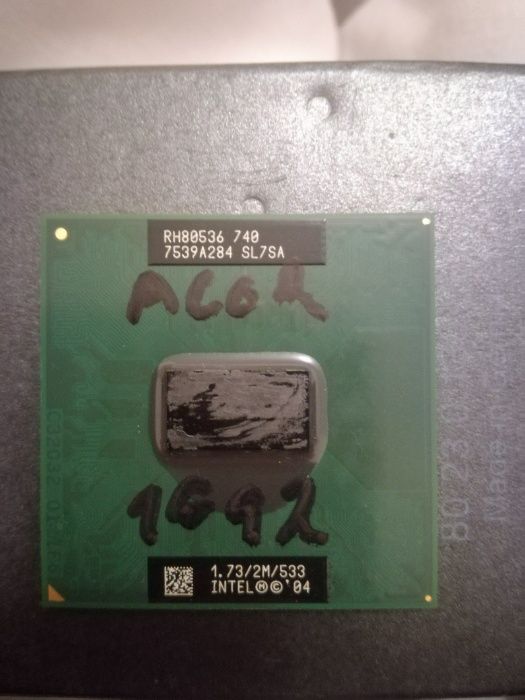 RH80536 740
7539A284 SL7SA
ACER
1692
1.73/2M/533
INTEL®©'04